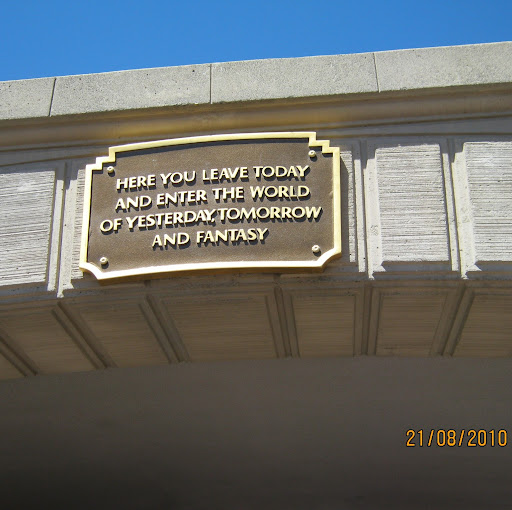 HERE YOU LEAVE TODAY
AND ENTER THE WORLD
OF YESTERDAY, TOMORROW
AND FANTASY
21/08/2010